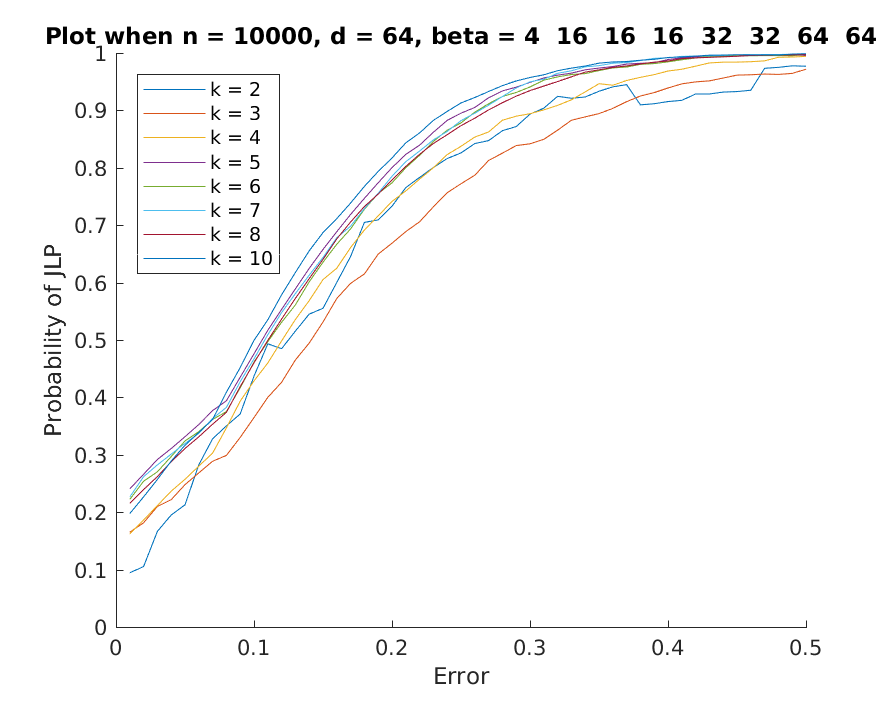 Plot when n = 10000, d = 64, beta = 4 16 16 16 32 32 64 64
1
0.9
0.8
0.7
0.6
0.5
0.4
0.3
0.2
0.1
0
k = 2
k = 3
k = 4
k = 5
k = 6
k = 7
k = 8
k = 10
Probability of JLP
0
0.1
0.2
0.3
0.4
0.5
Error